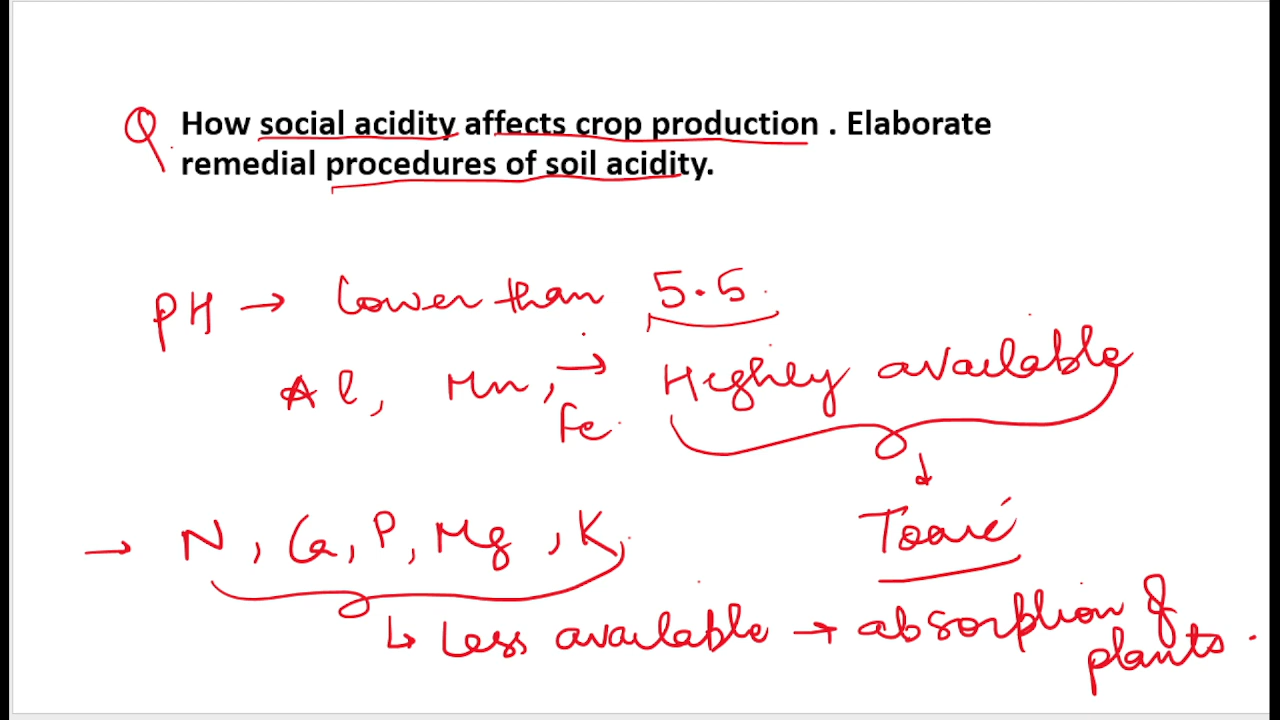 Q How social acidity affects crop production . Elaborate
remedial procedures of soil acidity.
PH → lower than 5.5
Al, Mn, Fe → Highly available
↓
Toxic
→ N, Ca, P, Mg, K,
↳ Less available → absorption of
plants.